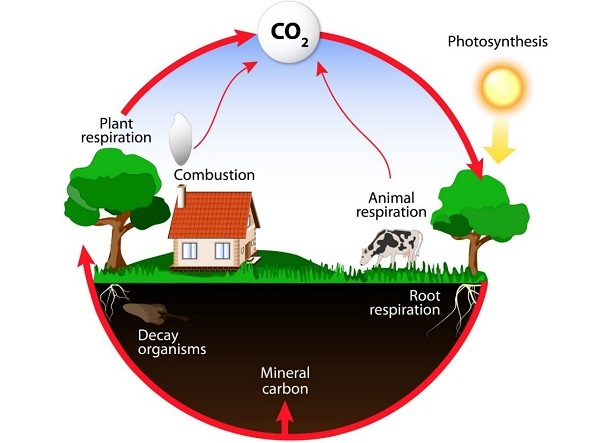 CO2
Photosynthesis
Plant
respiration
Combustion
Animal
respiration
Root
respiration
Decay
organisms
Mineral
carbon